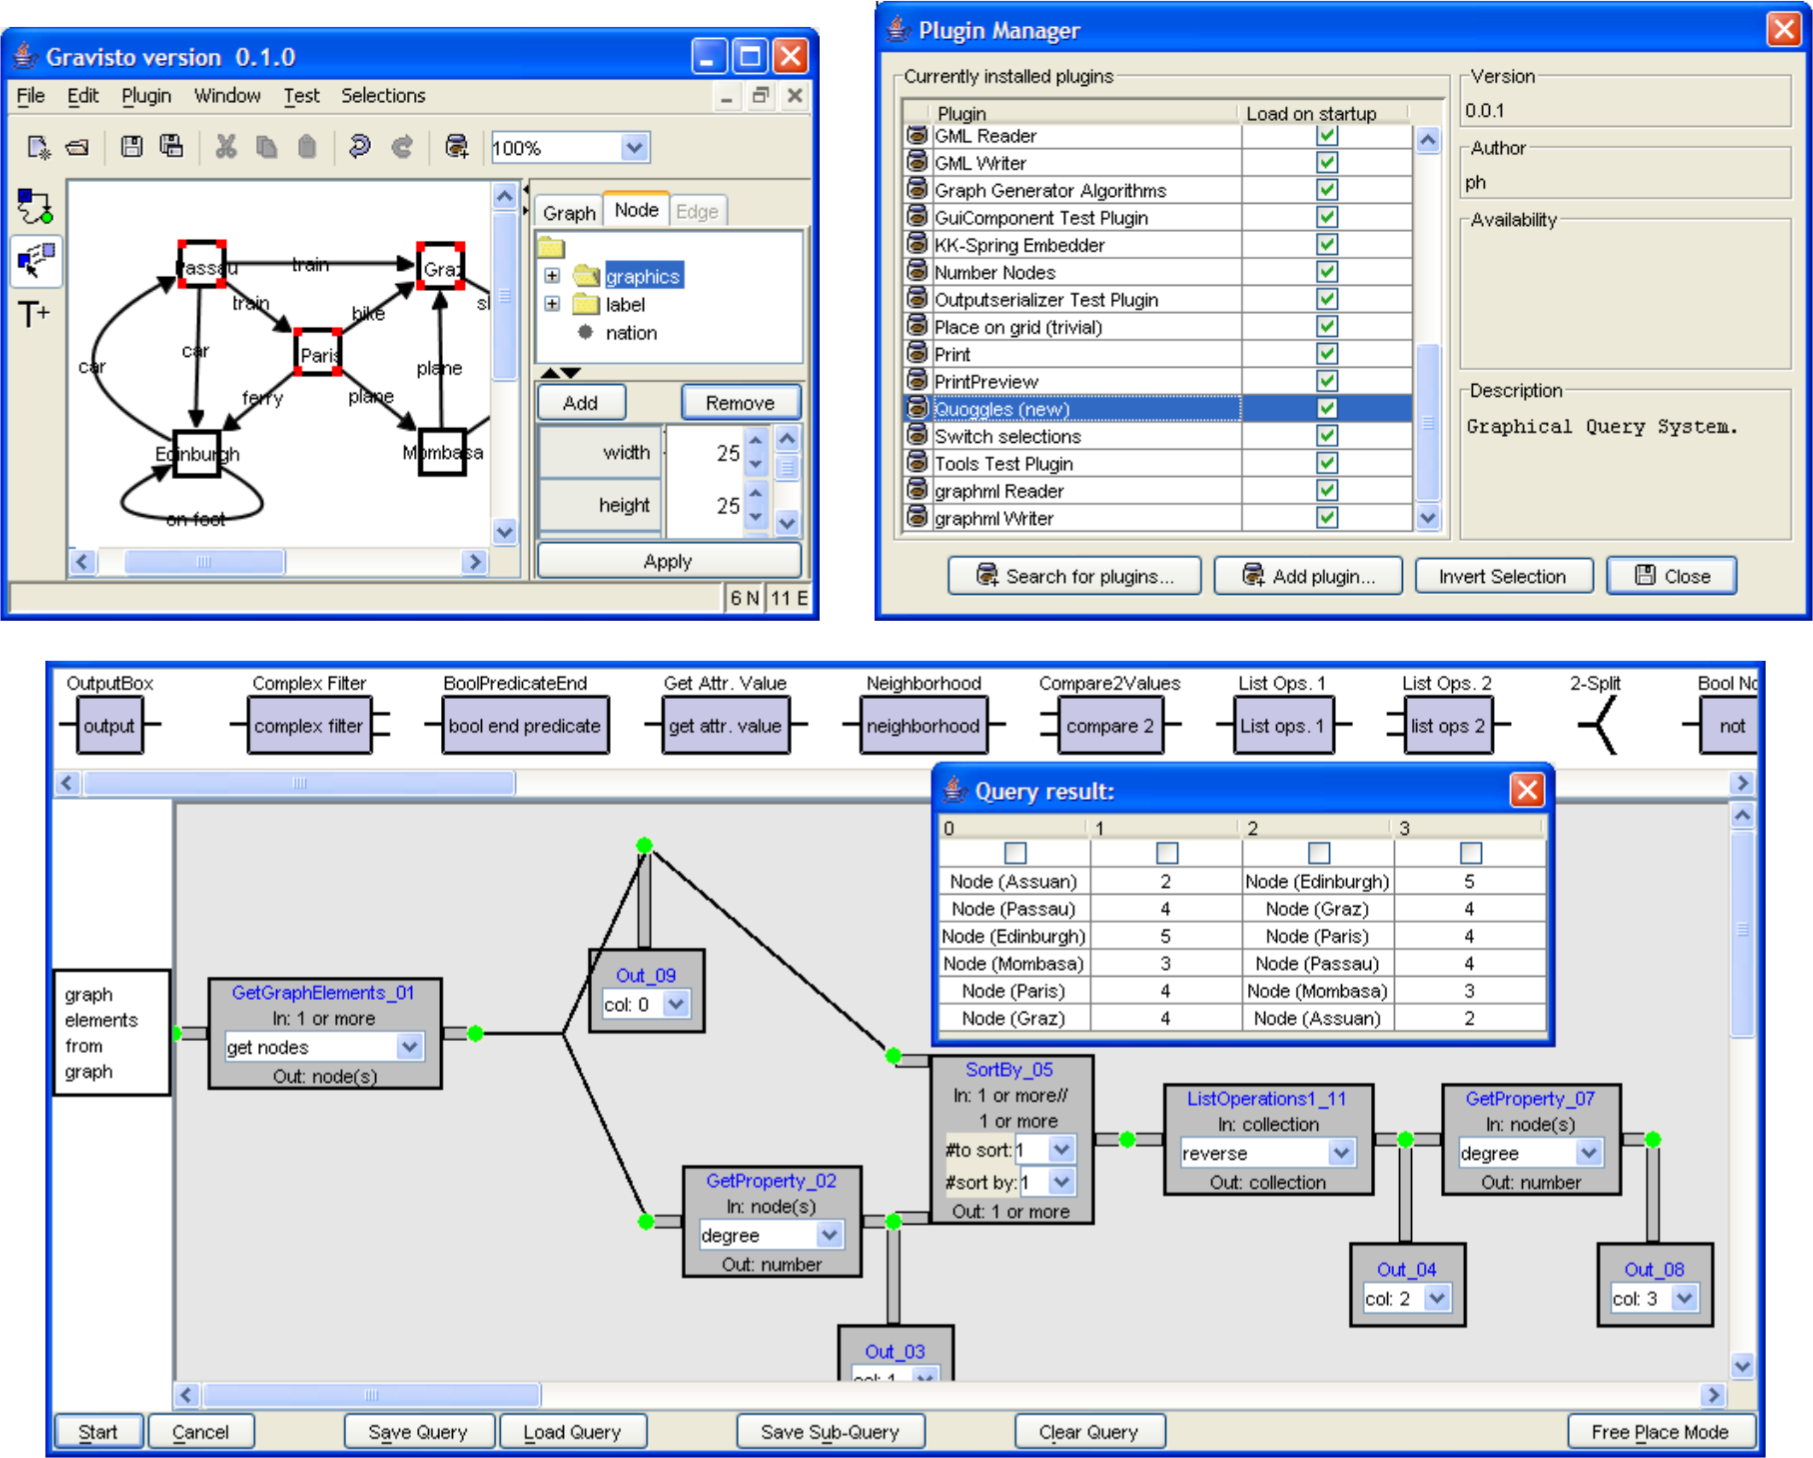 Gravisto version 0.1.0
File Edit Plugin Window Test Selections
100%
Graph Node Edge
graphics
label
nation
Passau
train
Graz
train
bike
car
car
Paris
plane
ferry
plane
Edinburgh
Mombasa
on foot
Add Remove
width 25
height 25
Apply
6 N 11 E
Plugin Manager
Currently installed plugins
Plugin Load on startup
GML Reader
GML Writer
Graph Generator Algorithms
GuiComponent Test Plugin
KK-Spring Embedder
Number Nodes
Outputserializer Test Plugin
Place on grid (trivial)
Print
PrintPreview
Quoggles (new)
Switch selections
Tools Test Plugin
graphml Reader
graphml Writer
Version
0.0.1
Author
ph
Availability
Description
Graphical Query System.
Search for plugins... Add plugin... Invert Selection Close
OutputBox Complex Filter BoolPredicateEnd Get Attr. Value Neighborhood Compare2Values List Ops. 1 List Ops. 2 2-Split Bool
output complex filter bool end predicate get attr. value neighborhood compare 2 List ops. 1 list ops 2 not
Query result:
0 1 2 3
Node (Assuan) 2 Node (Edinburgh) 5
Node (Passau) 4 Node (Graz) 4
Node (Edinburgh) 5 Node (Paris) 4
Node (Mombasa) 3 Node (Passau) 4
Node (Paris) 4 Node (Mombasa) 3
Node (Graz) 4 Node (Assuan) 2
graph
elements
from
graph
GetGraphElements_01
In: 1 or more
get nodes
Out: node(s)
Out_09
col: 0
GetProperty_02
In: node(s)
degree
Out: number
Out_03
col: 1
SortBy_05
In: 1 or more//
1 or more
#to sort: 1
#sort by: 1
Out: 1 or more
ListOperations1_11
In: collection
reverse
Out: collection
GetProperty_07
In: node(s)
degree
Out: number
Out_04
col: 2
Out_08
col: 3
Start Cancel Save Query Load Query Save Sub-Query Clear Query Free Place Mode